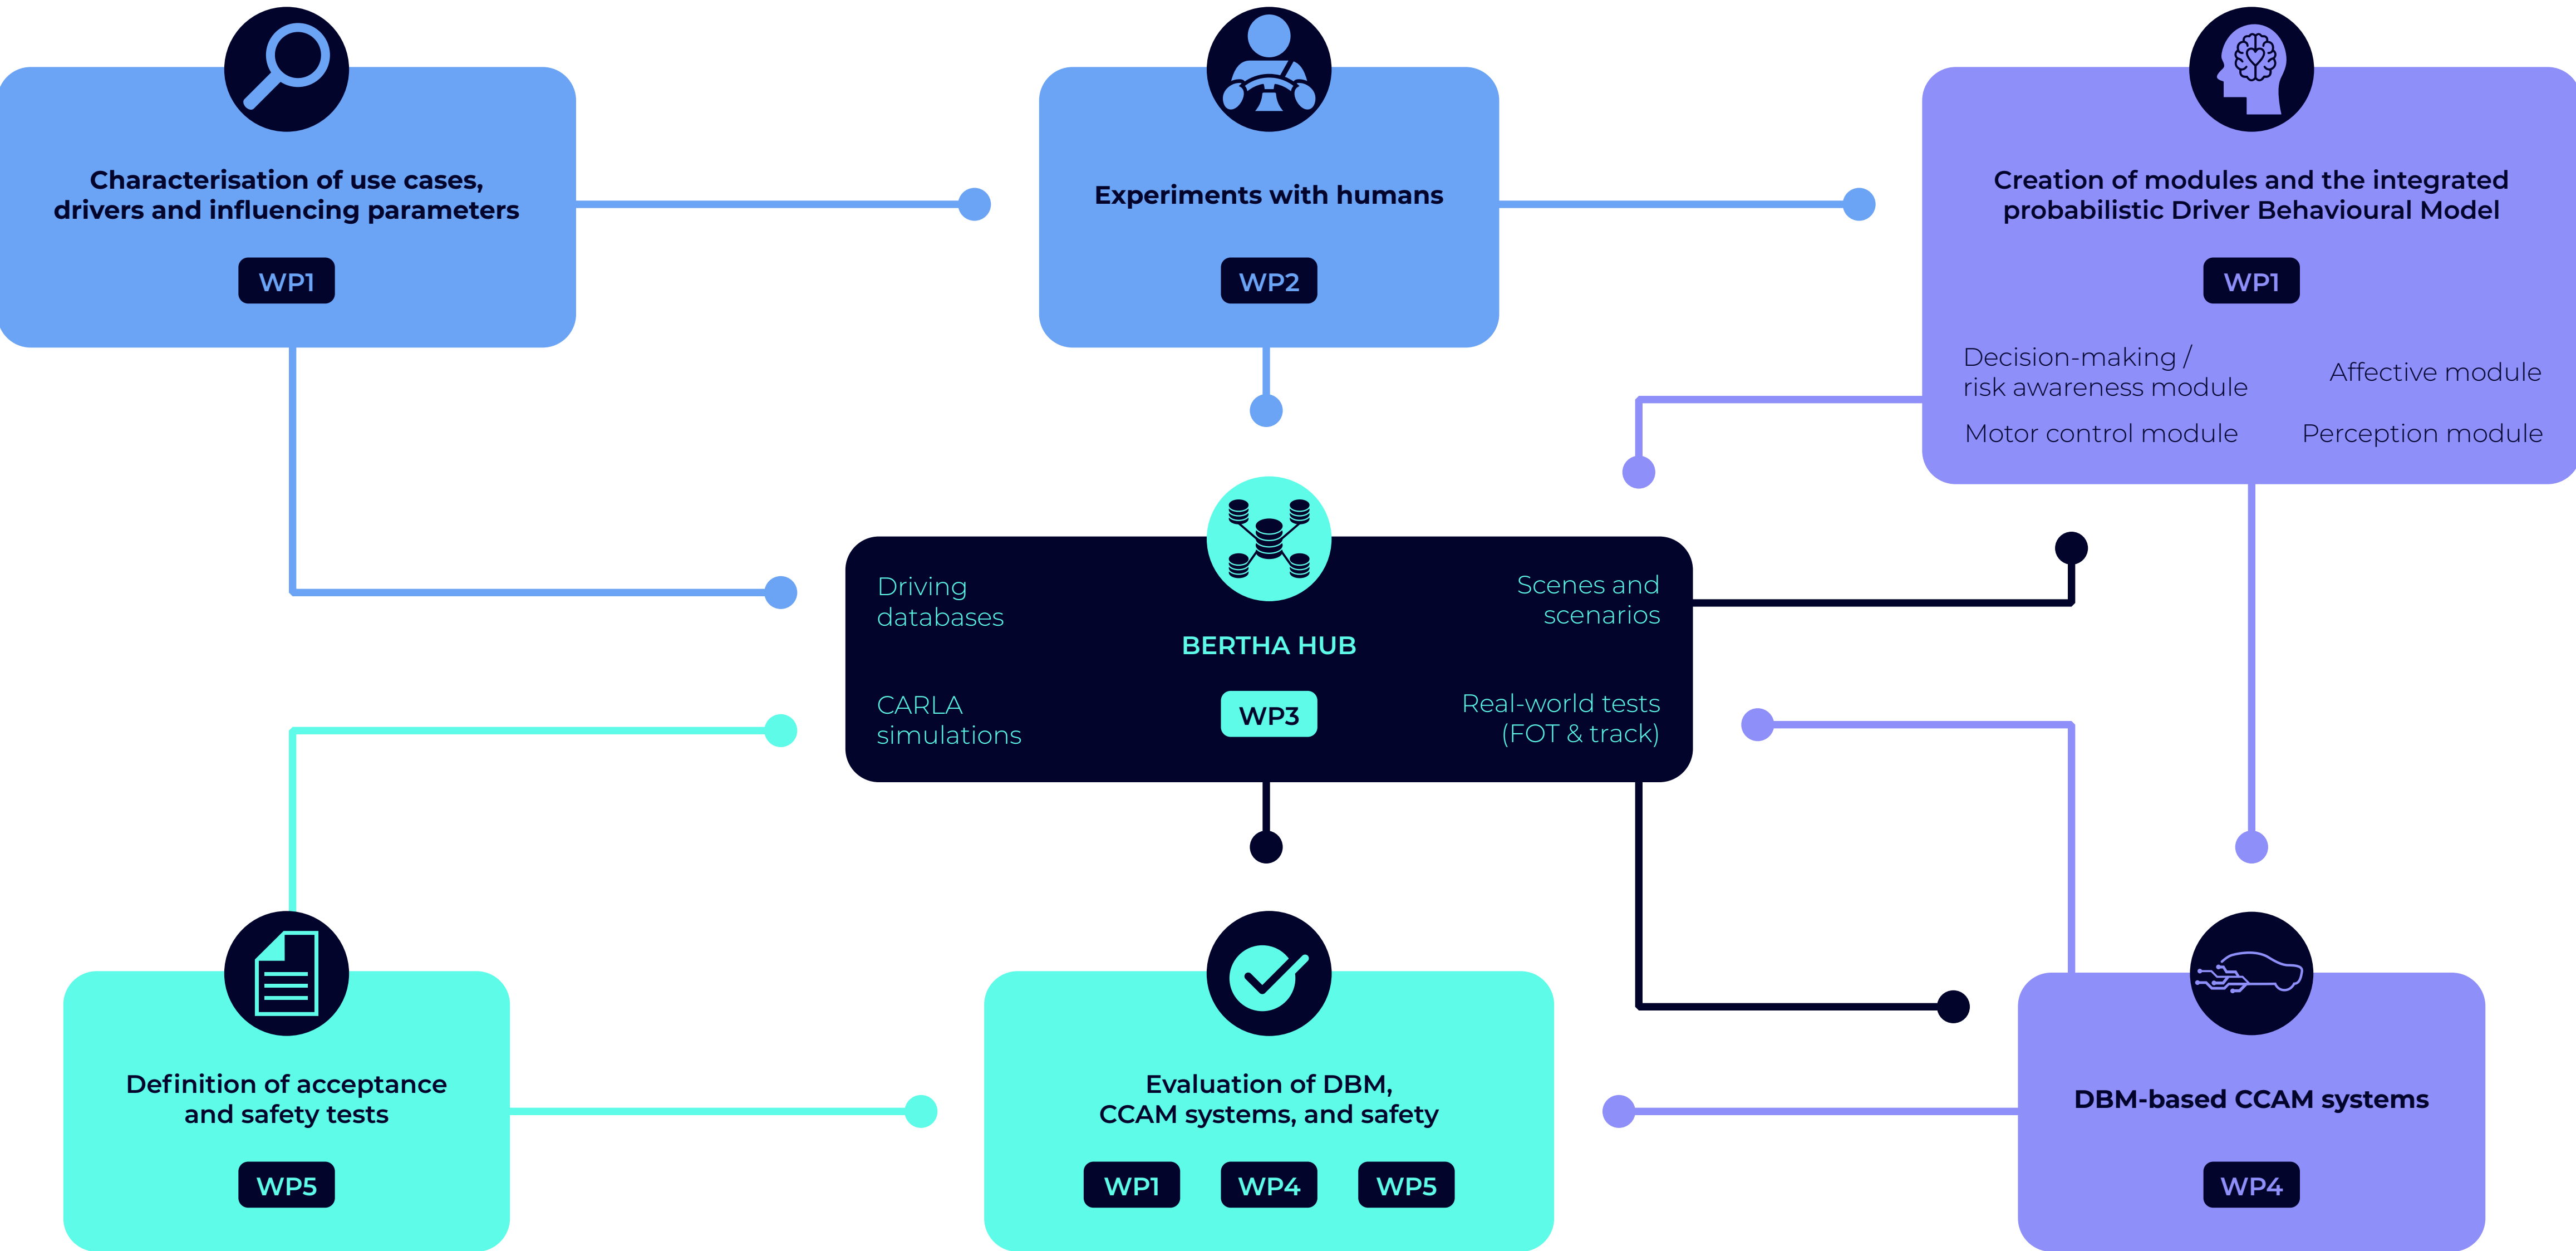 Characterisation of use cases,
drivers and influencing parameters
WP1
Experiments with humans
WP2
Creation of modules and the integrated
probabilistic Driver Behavioural Model
WP1
Decision-making /
risk awareness module
Affective module
Motor control module
Perception module
Driving
databases
Scenes and
scenarios
BERTHA HUB
CARLA
simulations
WP3
Real-world tests
(FOT & track)
Definition of acceptance
and safety tests
WP5
Evaluation of DBM,
CCAM systems, and safety
WP1
WP4
WP5
DBM-based CCAM systems
WP4